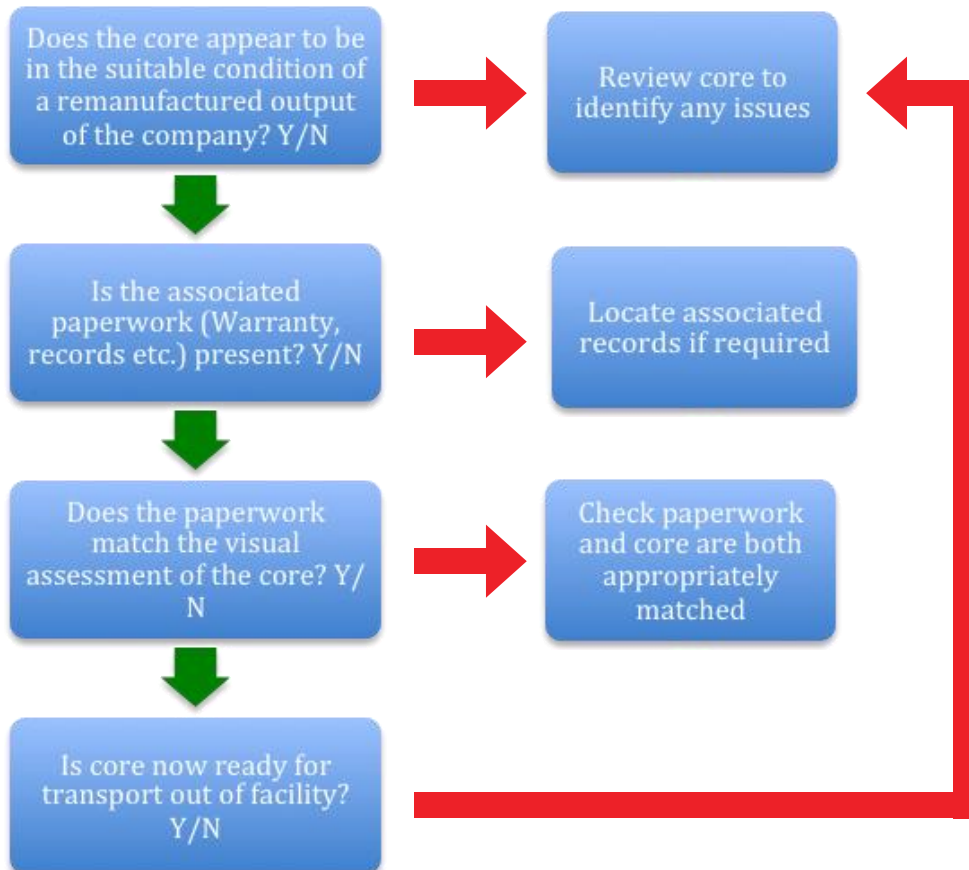 Does the core appear to be
in the suitable condition of
a remanufactured output
of the company? Y/N
Review core to
identify any issues
Is the associated
paperwork (Warranty,
records etc.) present? Y/N
Locate associated
records if required
Does the paperwork
match the visual
assessment of the core? Y/
N
Check paperwork
and core are both
appropriately
matched
Is core now ready for
transport out of facility?
Y/N